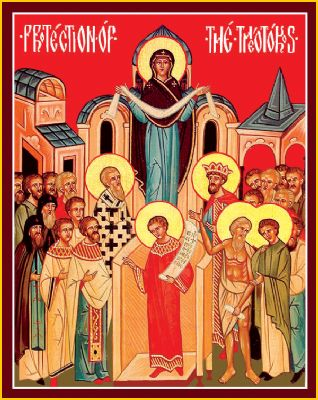 PROTECTION OF THE THEOTOKOS